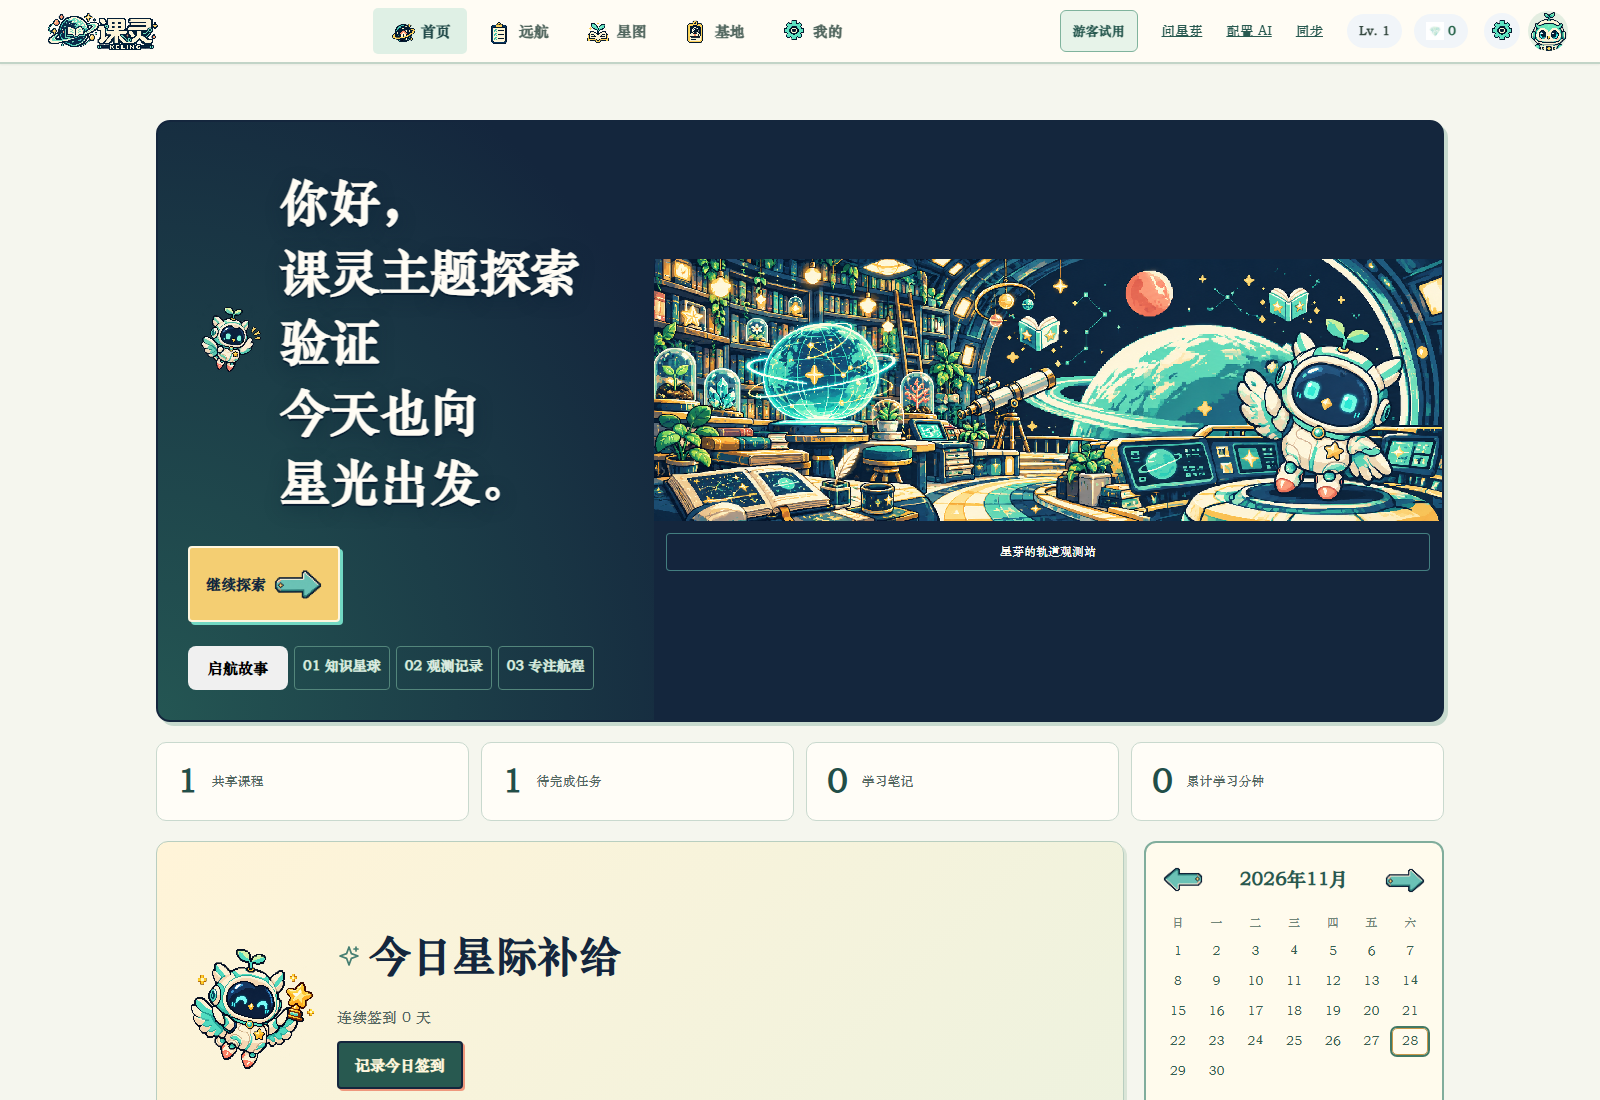 课灵
KELING
首页
远航
星图
基地
我的
游客试用
问星芽
配置 AI
同步
Lv. 1
0
你好，
课灵主题探索
验证
今天也向
星光出发。
继续探索
启航故事
01 知识星球
02 观测记录
03 专注航程
星芽的轨道观测站
1 共享课程
1 待完成任务
0 学习笔记
0 累计学习分钟
今日星际补给
连续签到 0 天
记录今日签到
2026年11月
日 一 二 三 四 五 六
1 2 3 4 5 6 7
8 9 10 11 12 13 14
15 16 17 18 19 20 21
22 23 24 25 26 27 28
29 30